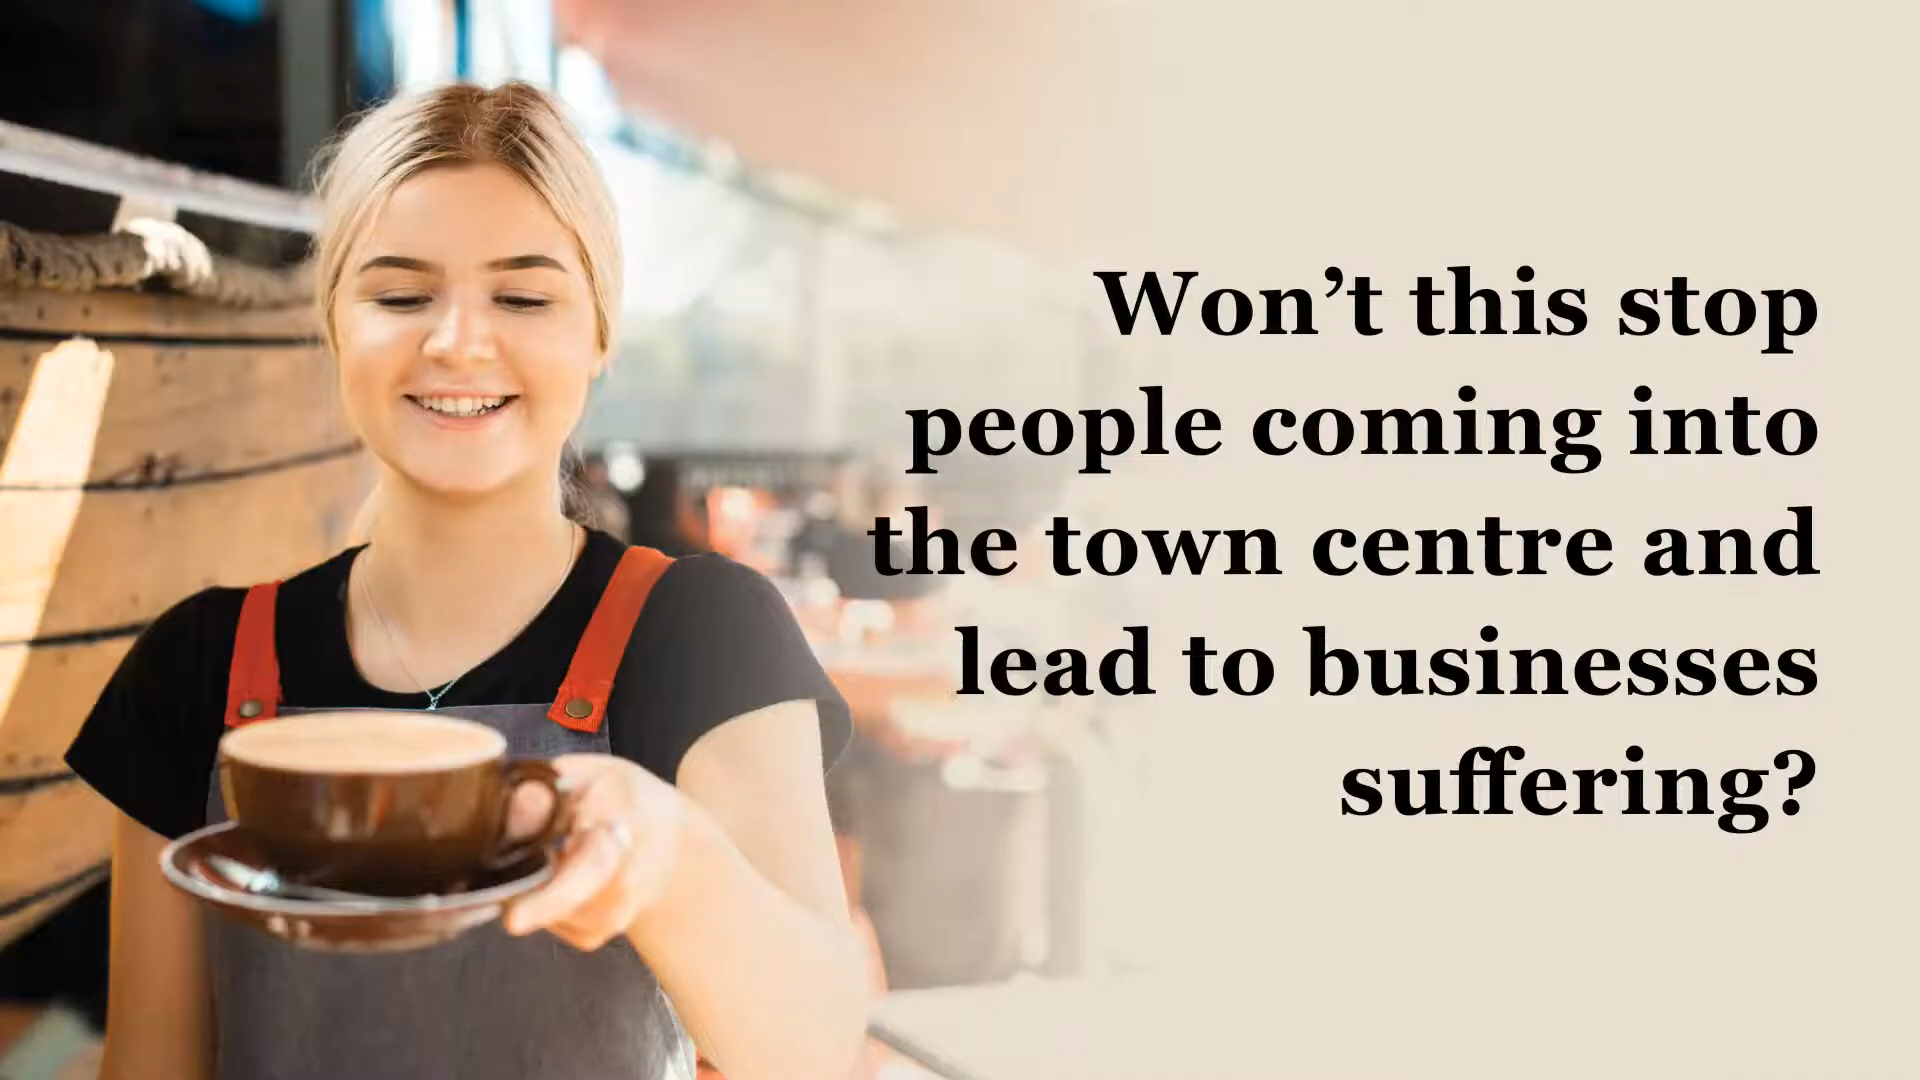 Won’t this stop
people coming into
the town centre and
lead to businesses
suffering?